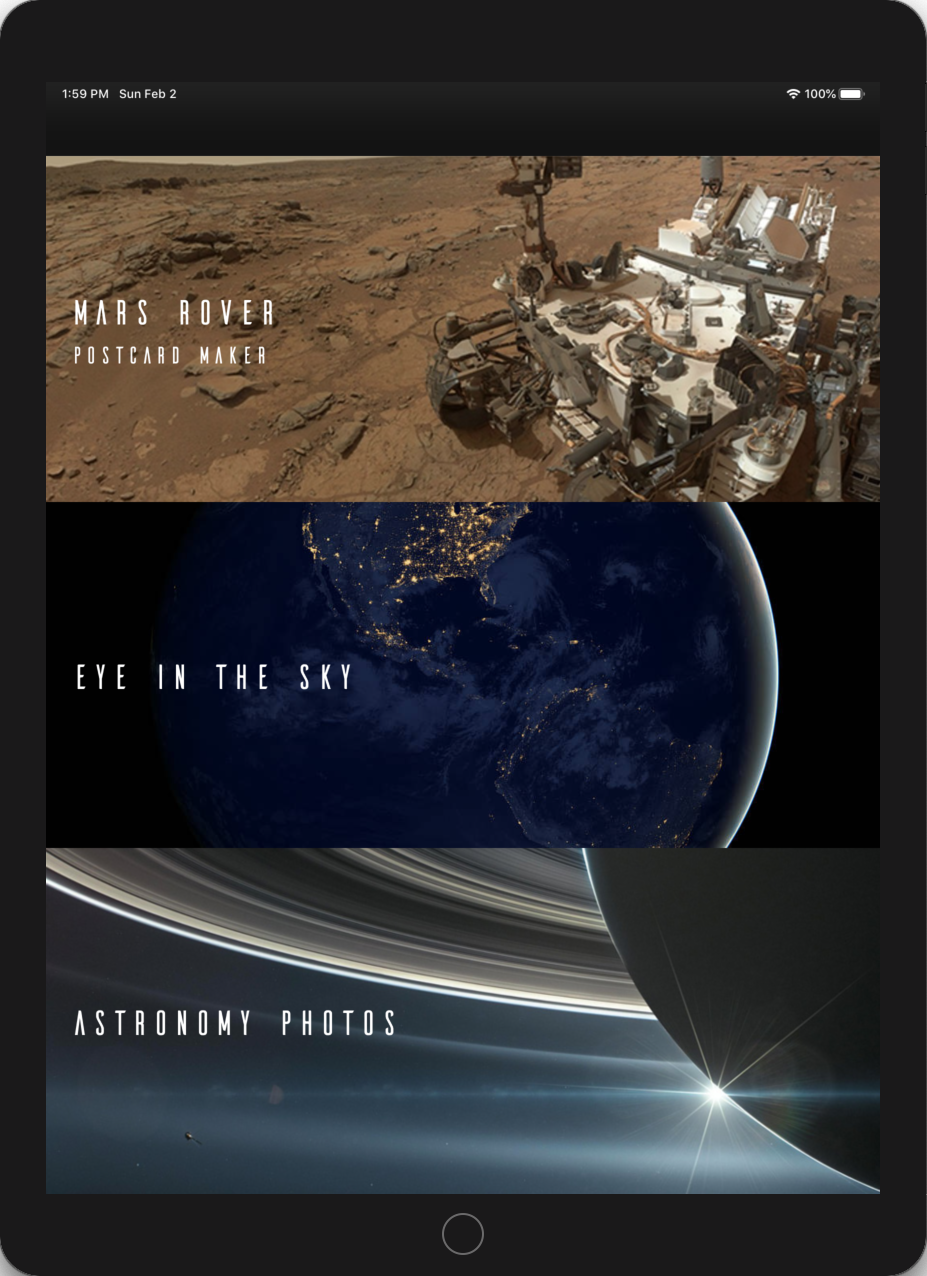 1:59 PM Sun Feb 2
100%
MARS ROVER
POSTCARD MAKER
EYE IN THE SKY
ASTRONOMY PHOTOS